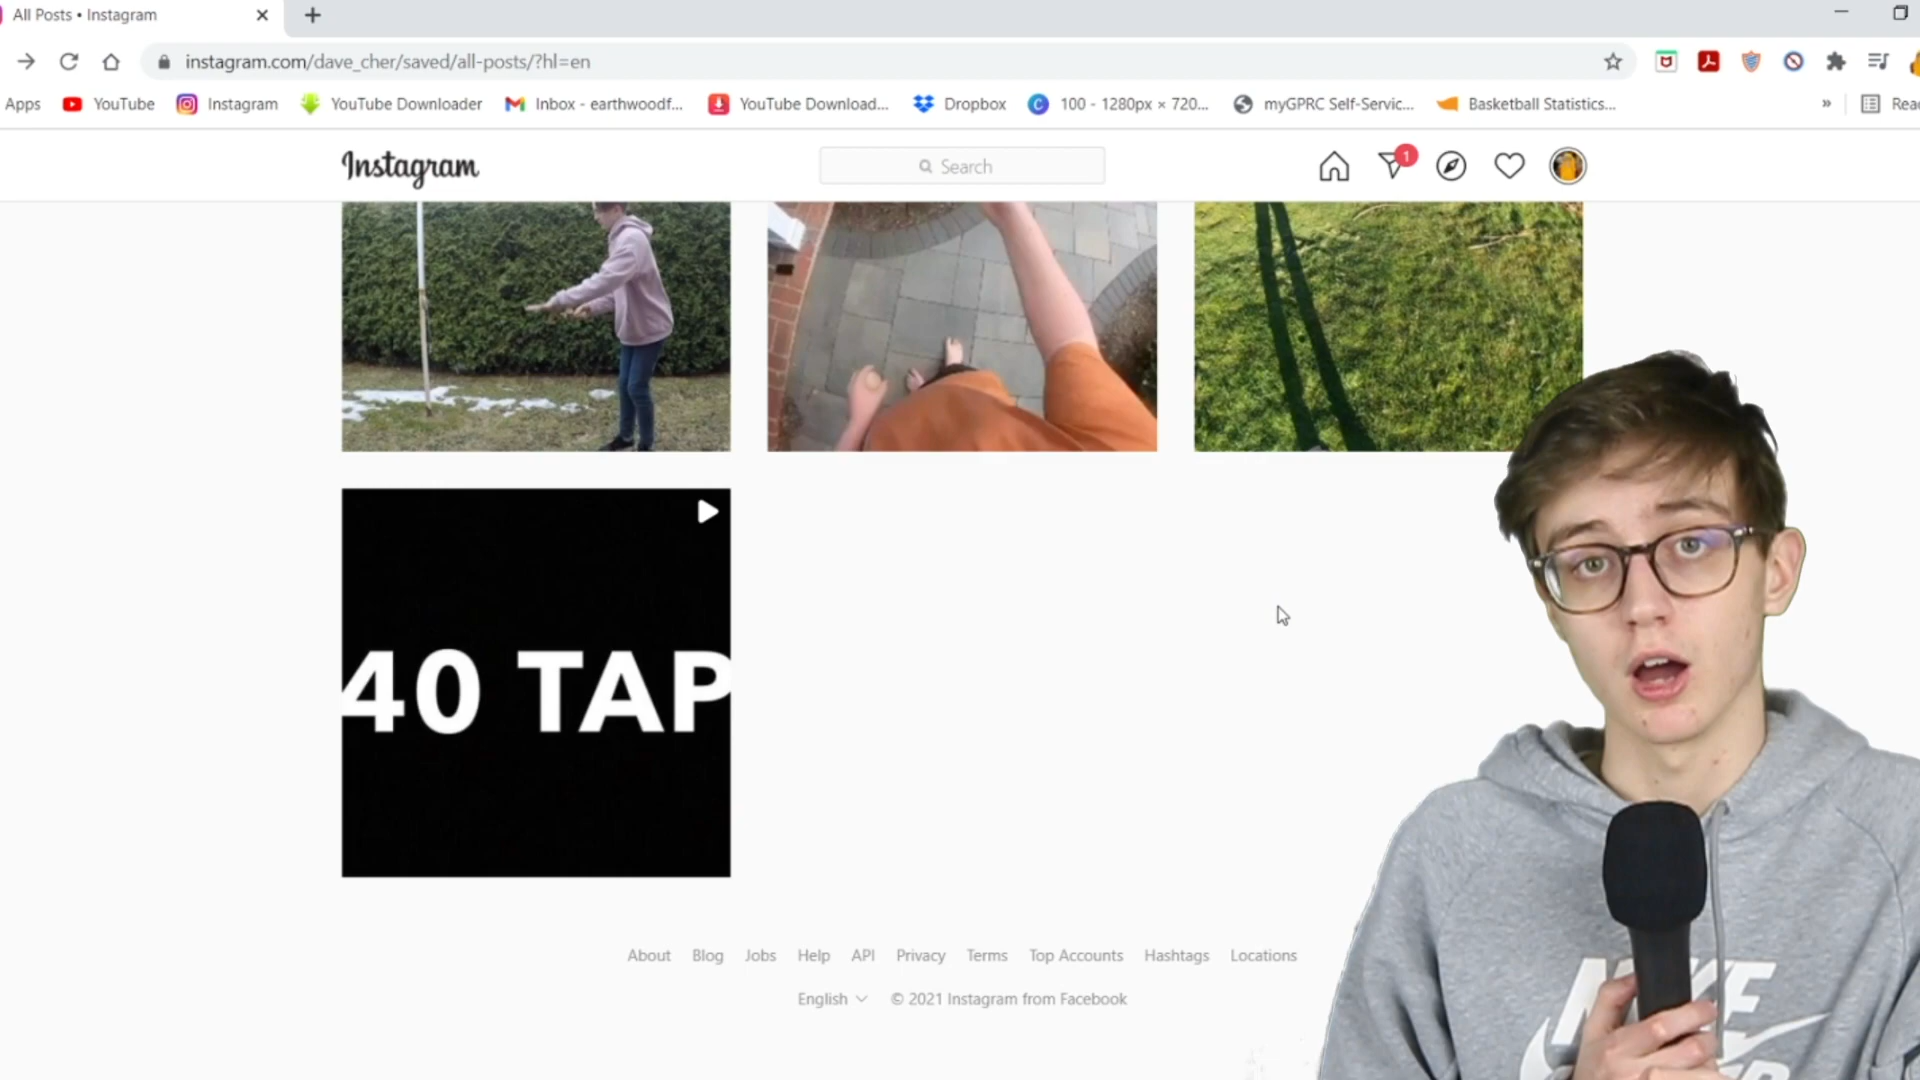 All Posts • Instagram
instagram.com/dave_cher/saved/all-posts/?hl=en
Apps YouTube Instagram YouTube Downloader Inbox - earthwoodf... YouTube Download... Dropbox 100 - 1280px × 720... myGPRC Self-Servic... Basketball Statistics... »
Instagram
Search
1
40 TAP
About Blog Jobs Help API Privacy Terms Top Accounts Hashtags Locations
English © 2021 Instagram from Facebook
NIKE